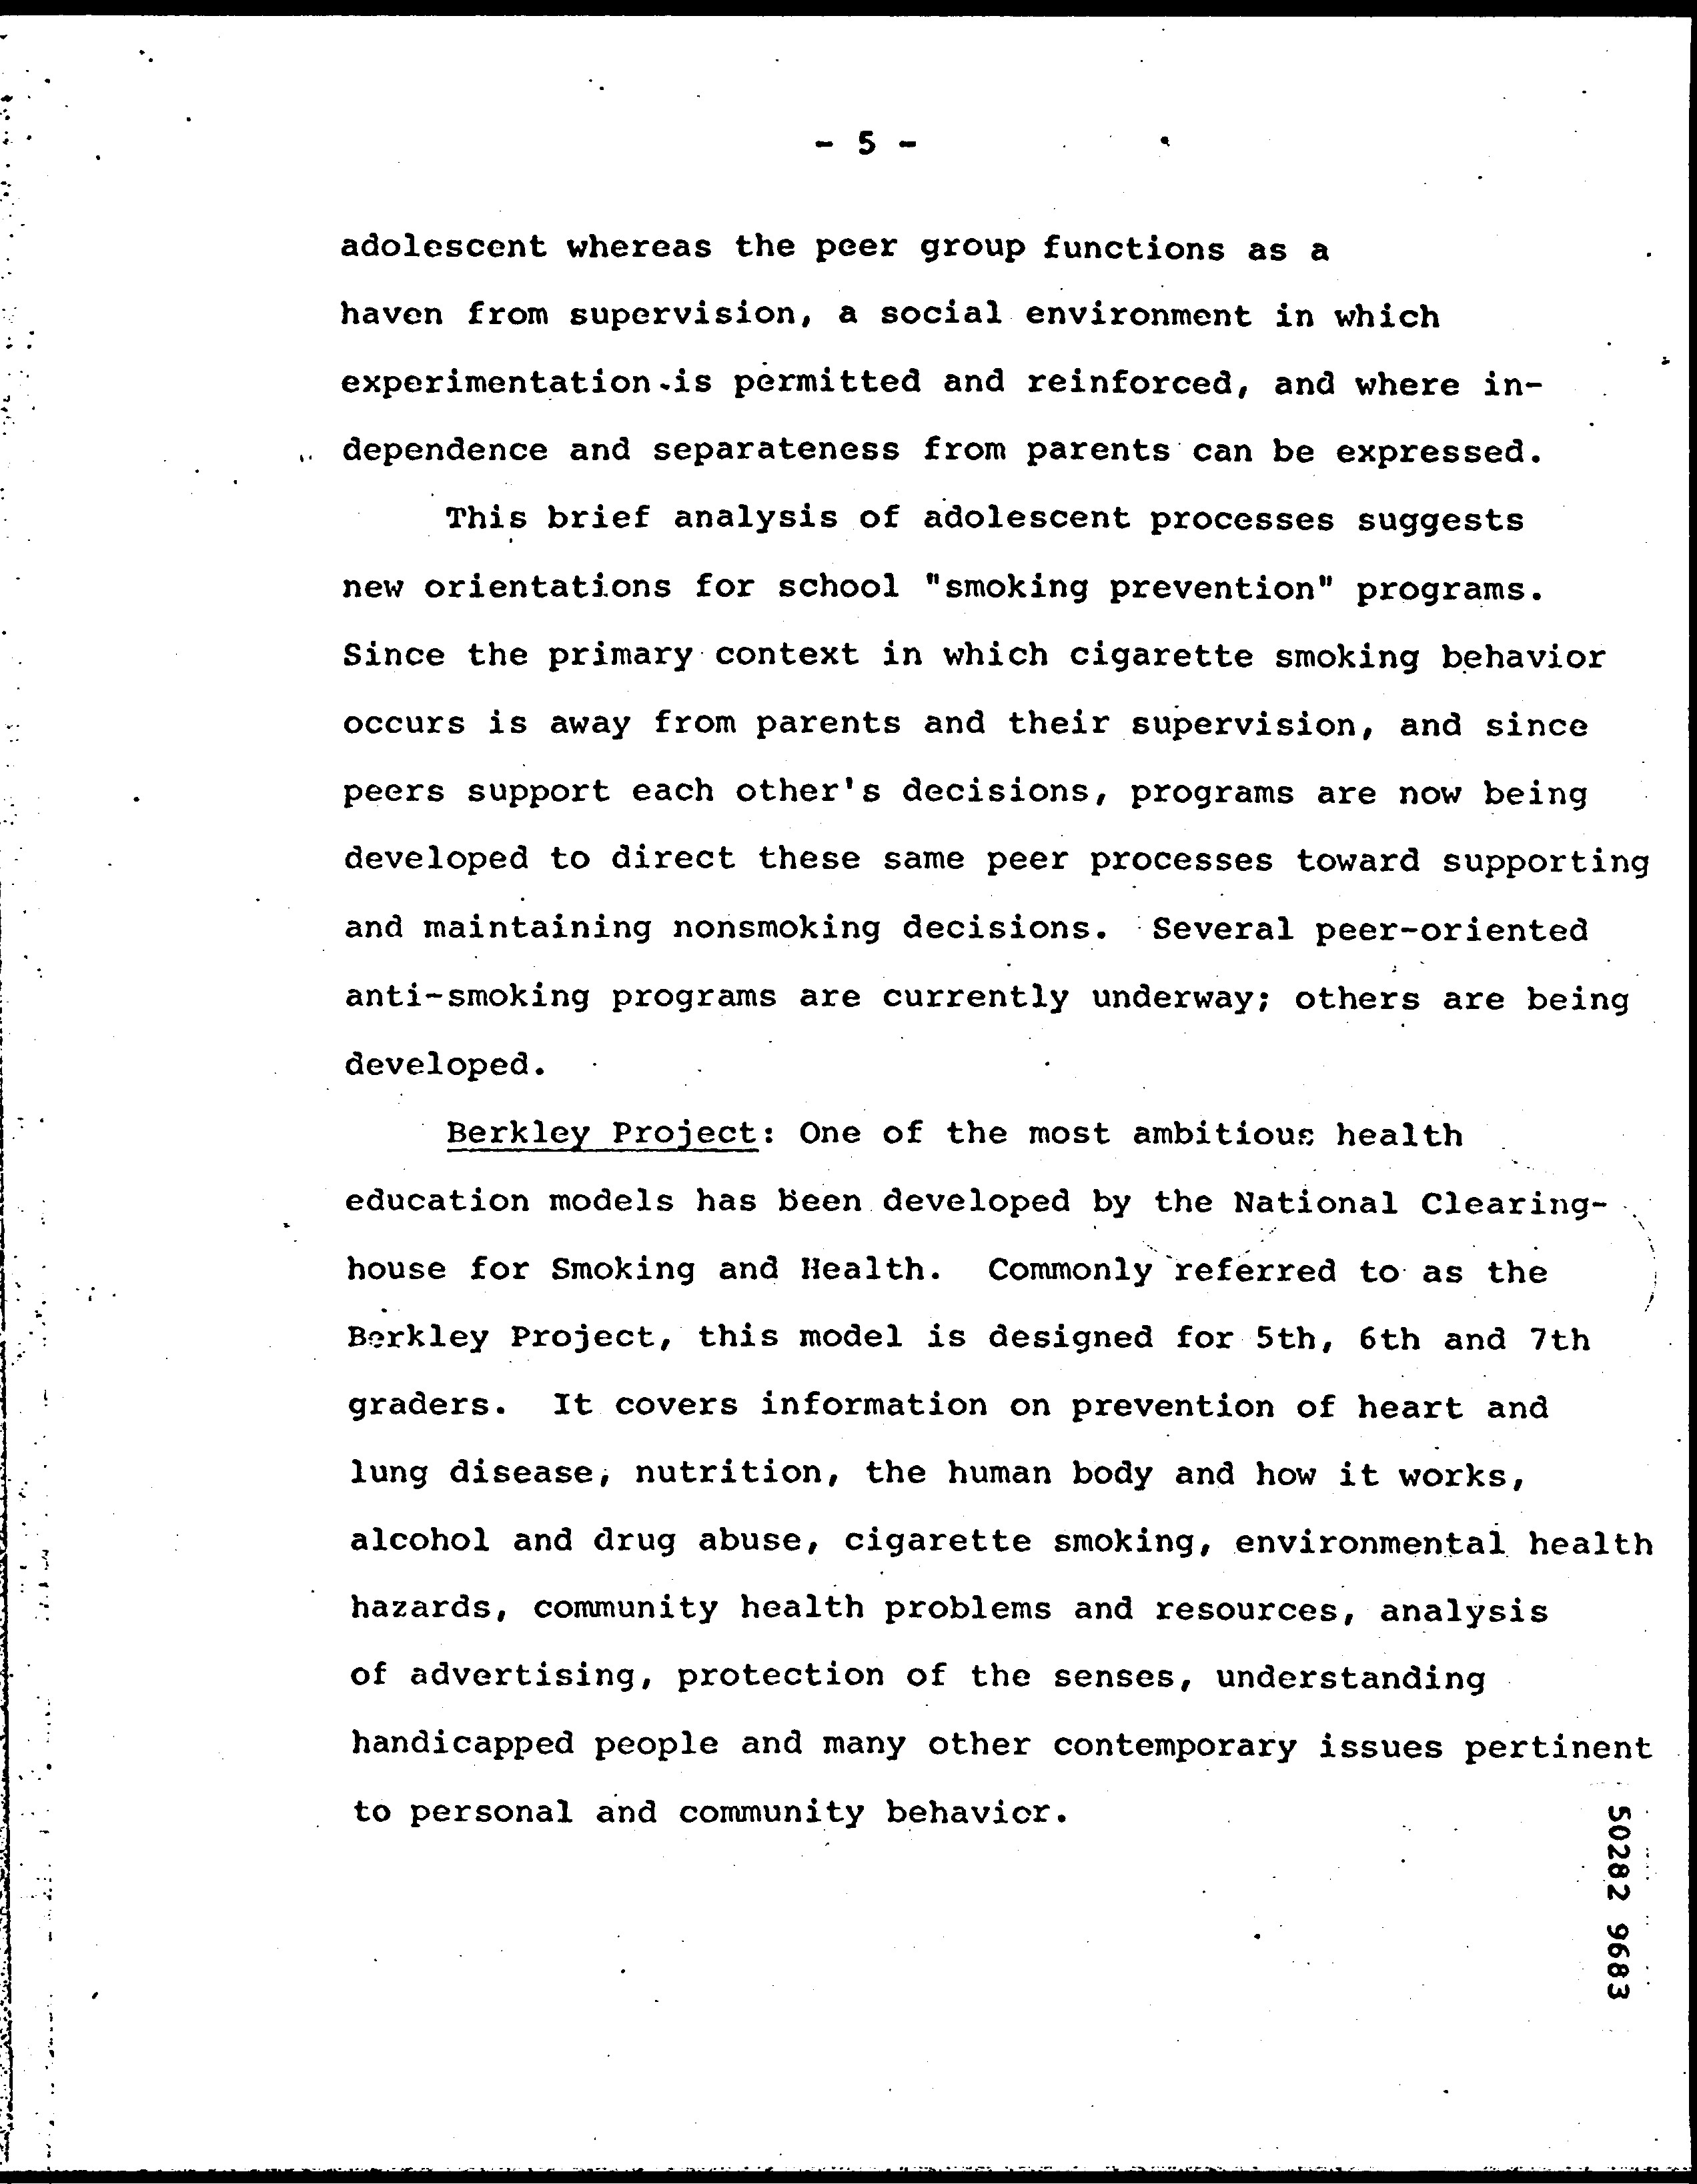 - 5 -
adolescent whereas the peer group functions as a
haven from supervision, a social environment in which
experimentation is permitted and reinforced, and where in-
dependence and separateness from parents can be expressed.
This brief analysis of adolescent processes suggests
new orientations for school "smoking prevention" programs.
Since the primary context in which cigarette smoking behavior
occurs is away from parents and their supervision, and since
peers support each other's decisions, programs are now being
developed to direct these same peer processes toward supporting
and maintaining nonsmoking decisions. Several peer-oriented
anti-smoking programs are currently underway; others are being
developed.
Berkley Project: One of the most ambitious health
education models has been developed by the National Clearing-
house for Smoking and Health. Commonly referred to as the
Berkley Project, this model is designed for 5th, 6th and 7th
graders. It covers information on prevention of heart and
lung disease, nutrition, the human body and how it works,
alcohol and drug abuse, cigarette smoking, environmental health
hazards, community health problems and resources, analysis
of advertising, protection of the senses, understanding
handicapped people and many other contemporary issues pertinent
to personal and community behavior.
50282 9683